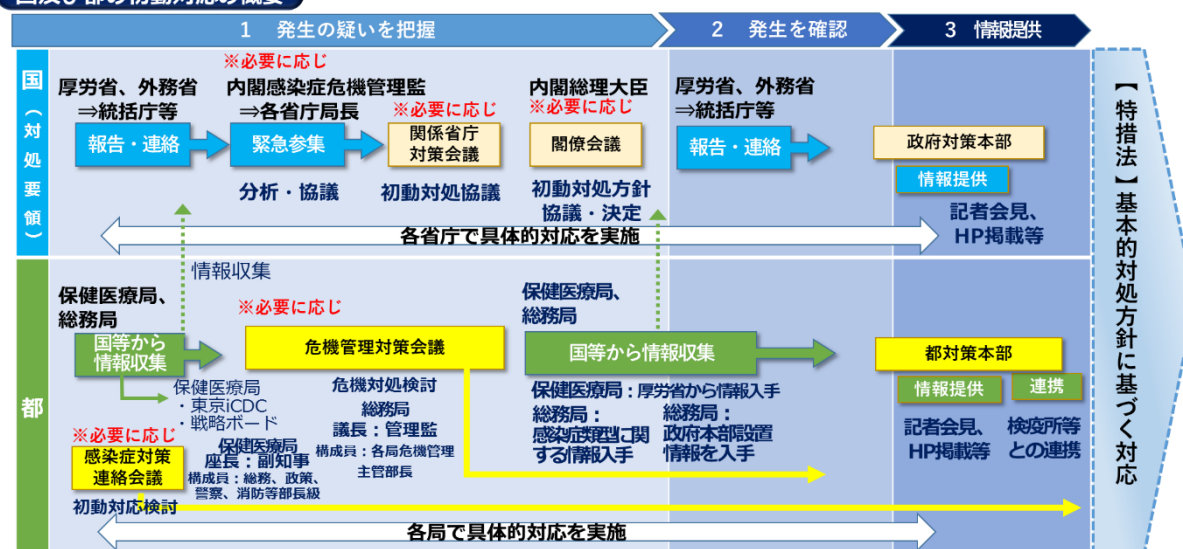 国及び都の初動対応の概要
1 発生の疑いを把握
2 発生を確認
3 情報提供
国(対処要領)
厚労省、外務省
⇒統括庁等
報告・連絡
※必要に応じ
内閣感染症危機管理監
⇒各省庁局長
緊急参集
分析・協議
※必要に応じ
関係省庁
対策会議
初動対処協議
内閣総理大臣
※必要に応じ
閣僚会議
初動対処方針
協議・決定
厚労省、外務省
⇒統括庁等
報告・連絡
政府対策本部
情報提供
記者会見、
HP掲載等
各省庁で具体的対応を実施
【特措法】基本的対処方針に基づく対応
都
情報収集
保健医療局、
総務局
国等から
情報収集
保健医療局
・東京iCDC
・戦略ボード
※必要に応じ
感染症対策
連絡会議
初動対応検討
保健医療局
座長:副知事
構成員:総務、政策、
警察、消防等部長級
※必要に応じ
危機管理対策会議
危機対処検討
総務局
議長:管理監
構成員:各局危機管理
主管部長
保健医療局、
総務局
国等から情報収集
保健医療局:厚労省から情報入手
総務局:
感染症類型に関
する情報入手
総務局:
政府本部設置
情報を入手
都対策本部
情報提供
連携
記者会見、
HP掲載等
検疫所等
との連携
各局で具体的対応を実施